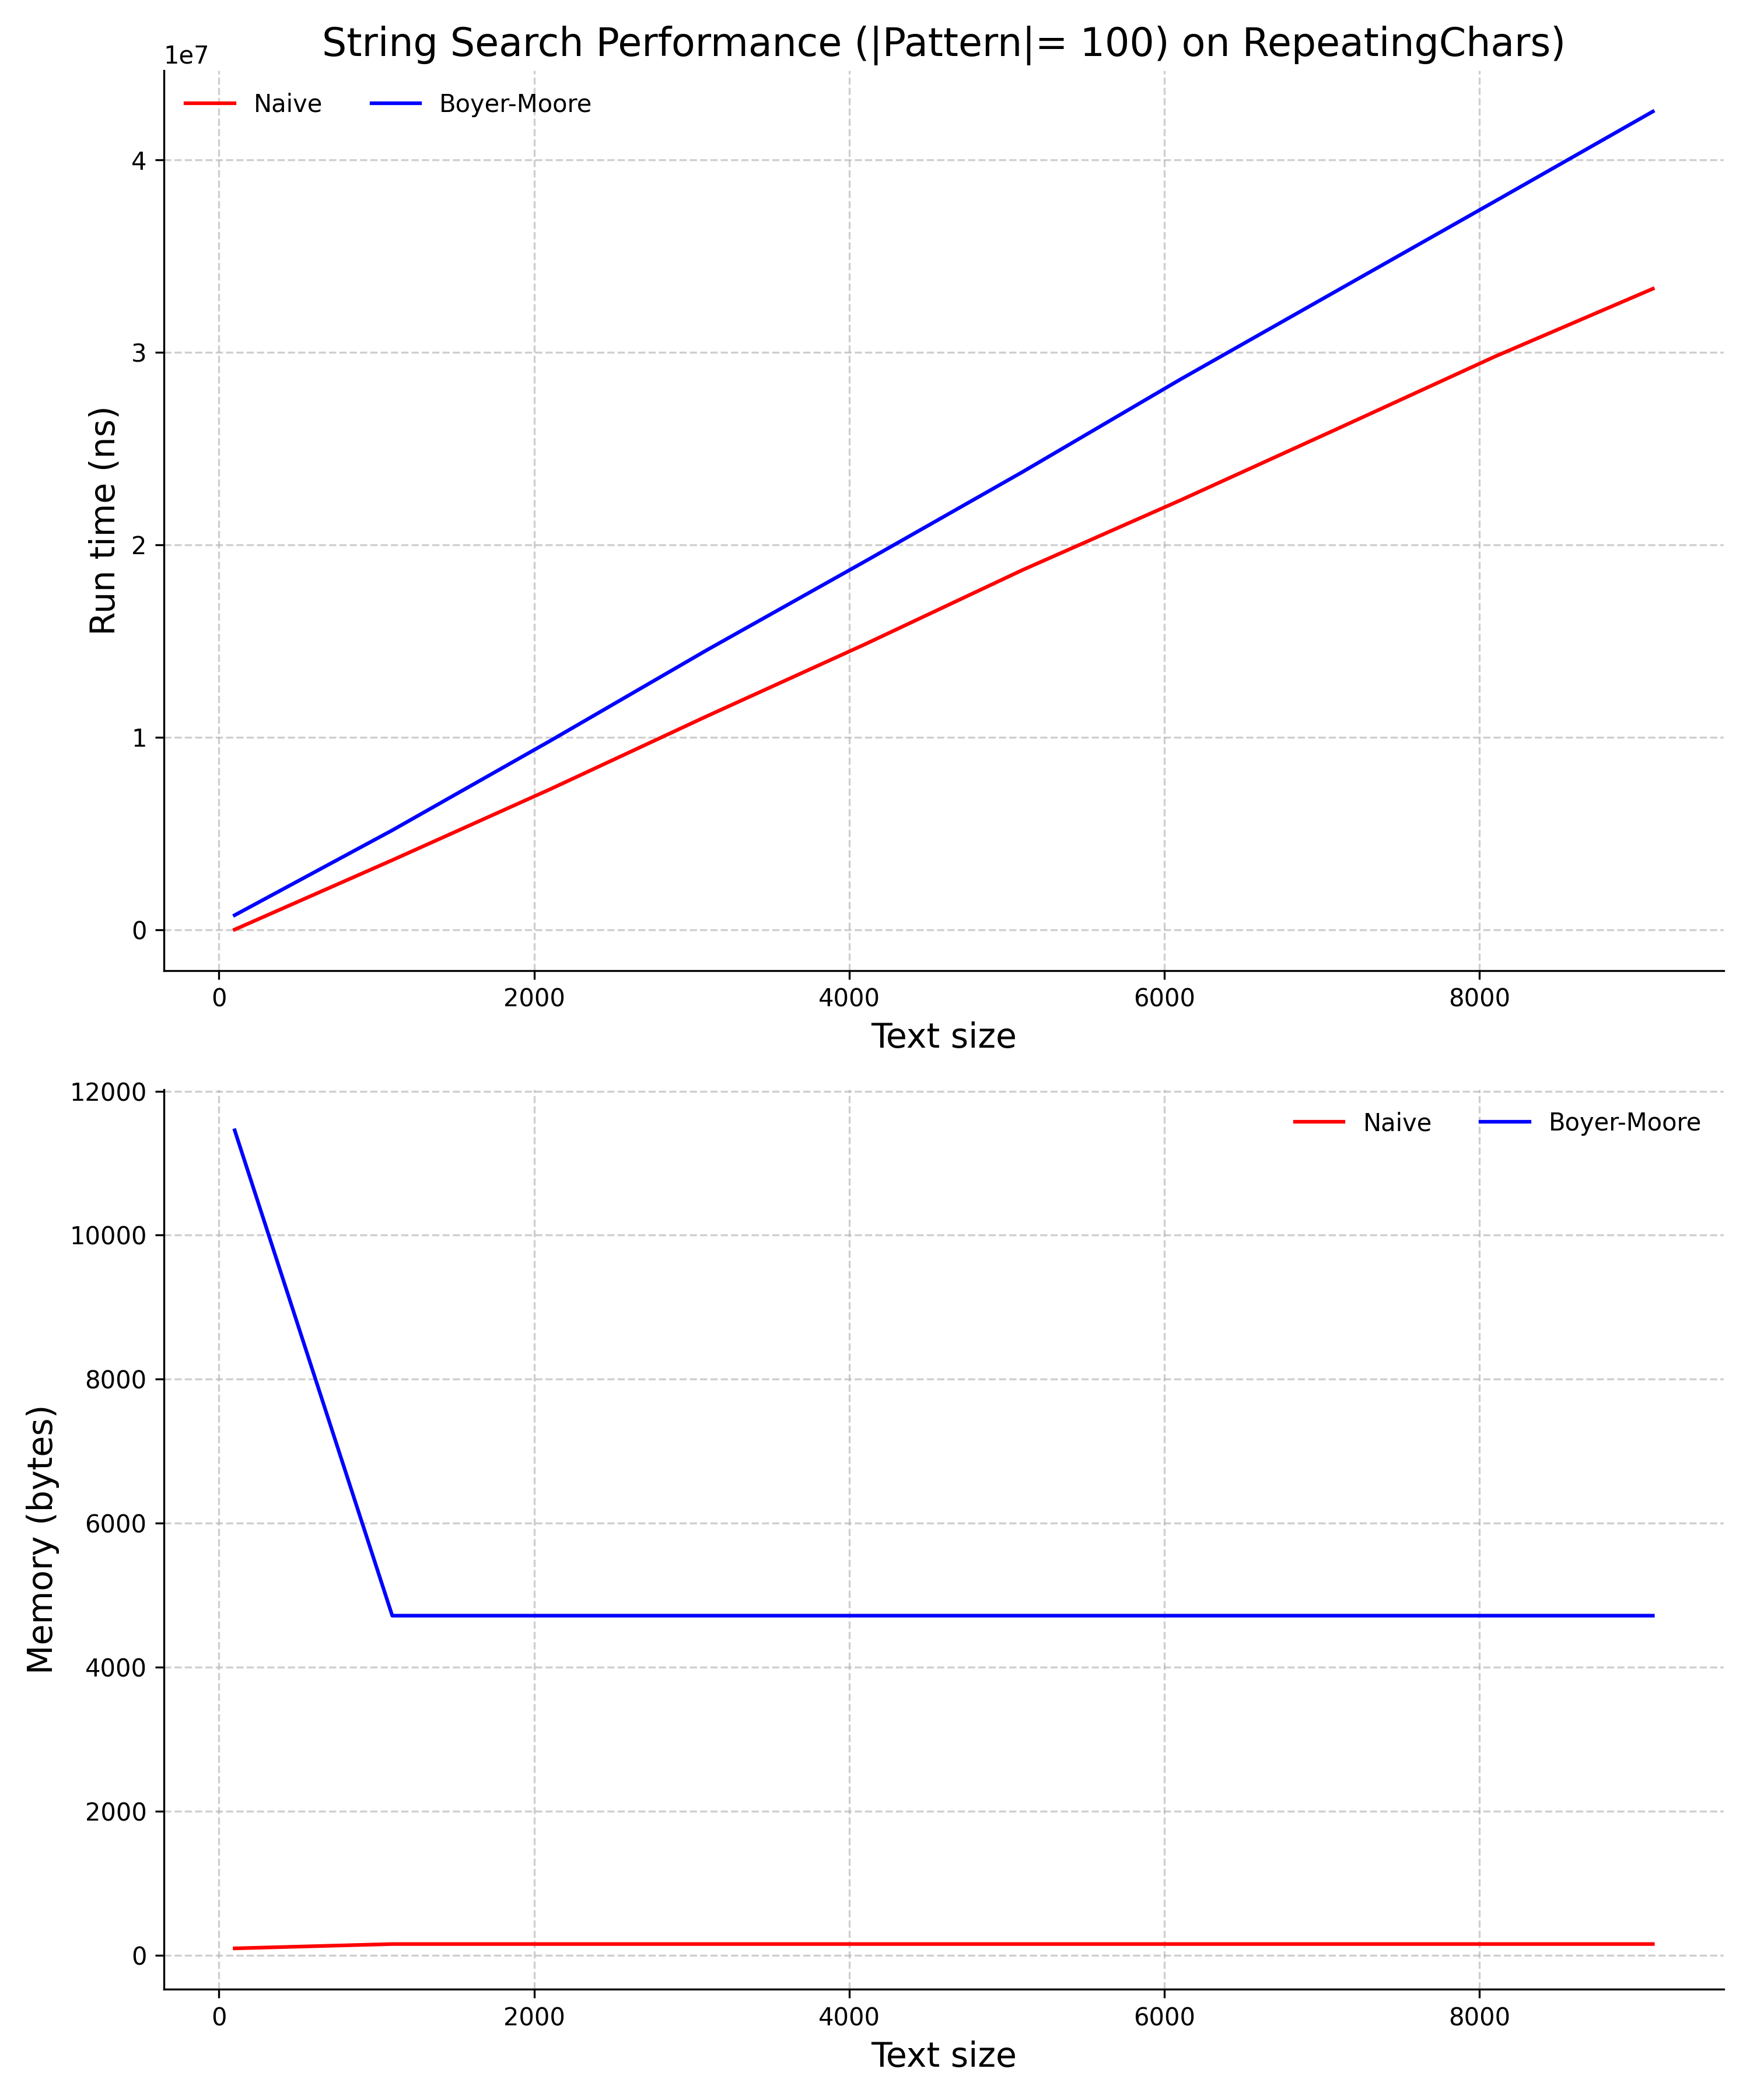 String Search Performance (|Pattern|= 100) on RepeatingChars)
1e7
Naive
Boyer-Moore
4
3
2
1
0
Run time (ns)
0
2000
4000
6000
8000
Text size
12000
10000
8000
6000
4000
2000
0
Naive
Boyer-Moore
Memory (bytes)
0
2000
4000
6000
8000
Text size